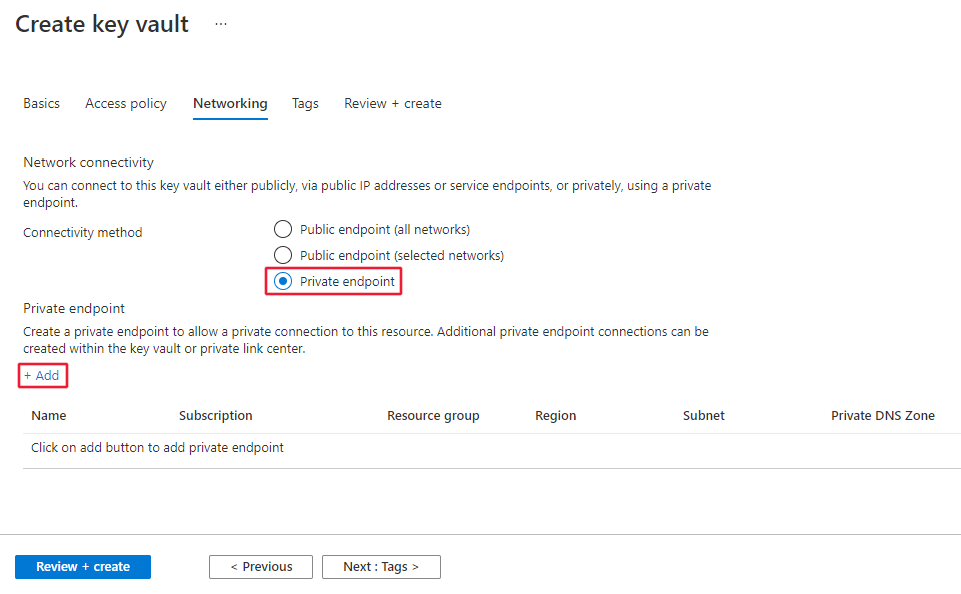 Create key vault ...
Basics Access policy Networking Tags Review + create
Network connectivity
You can connect to this key vault either publicly, via public IP addresses or service endpoints, or privately, using a private
endpoint.
Connectivity method
Public endpoint (all networks)
Public endpoint (selected networks)
Private endpoint
Private endpoint
Create a private endpoint to allow a private connection to this resource. Additional private endpoint connections can be
created within the key vault or private link center.
+ Add
Name Subscription Resource group Region Subnet Private DNS Zone
Click on add button to add private endpoint
Review + create < Previous Next : Tags >